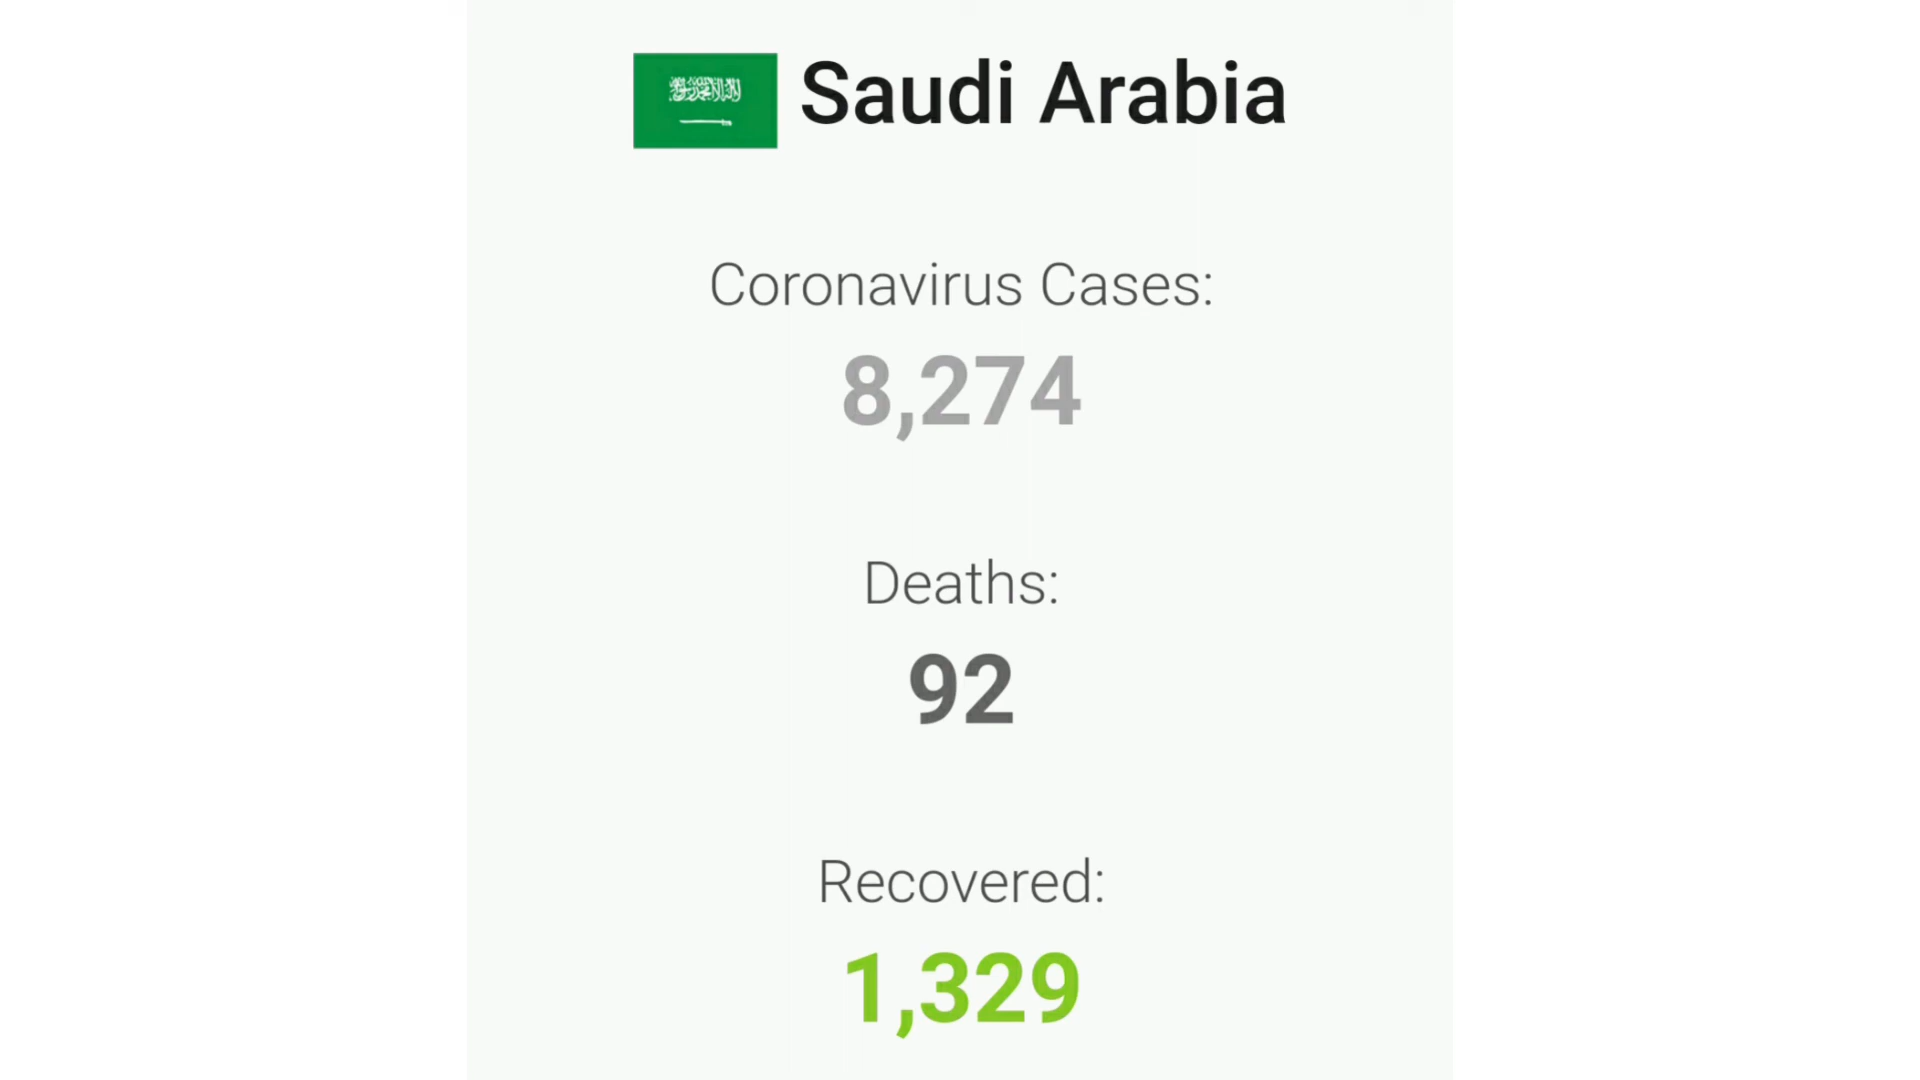 Saudi Arabia
Coronavirus Cases:
8,274
Deaths:
92
Recovered:
1,329